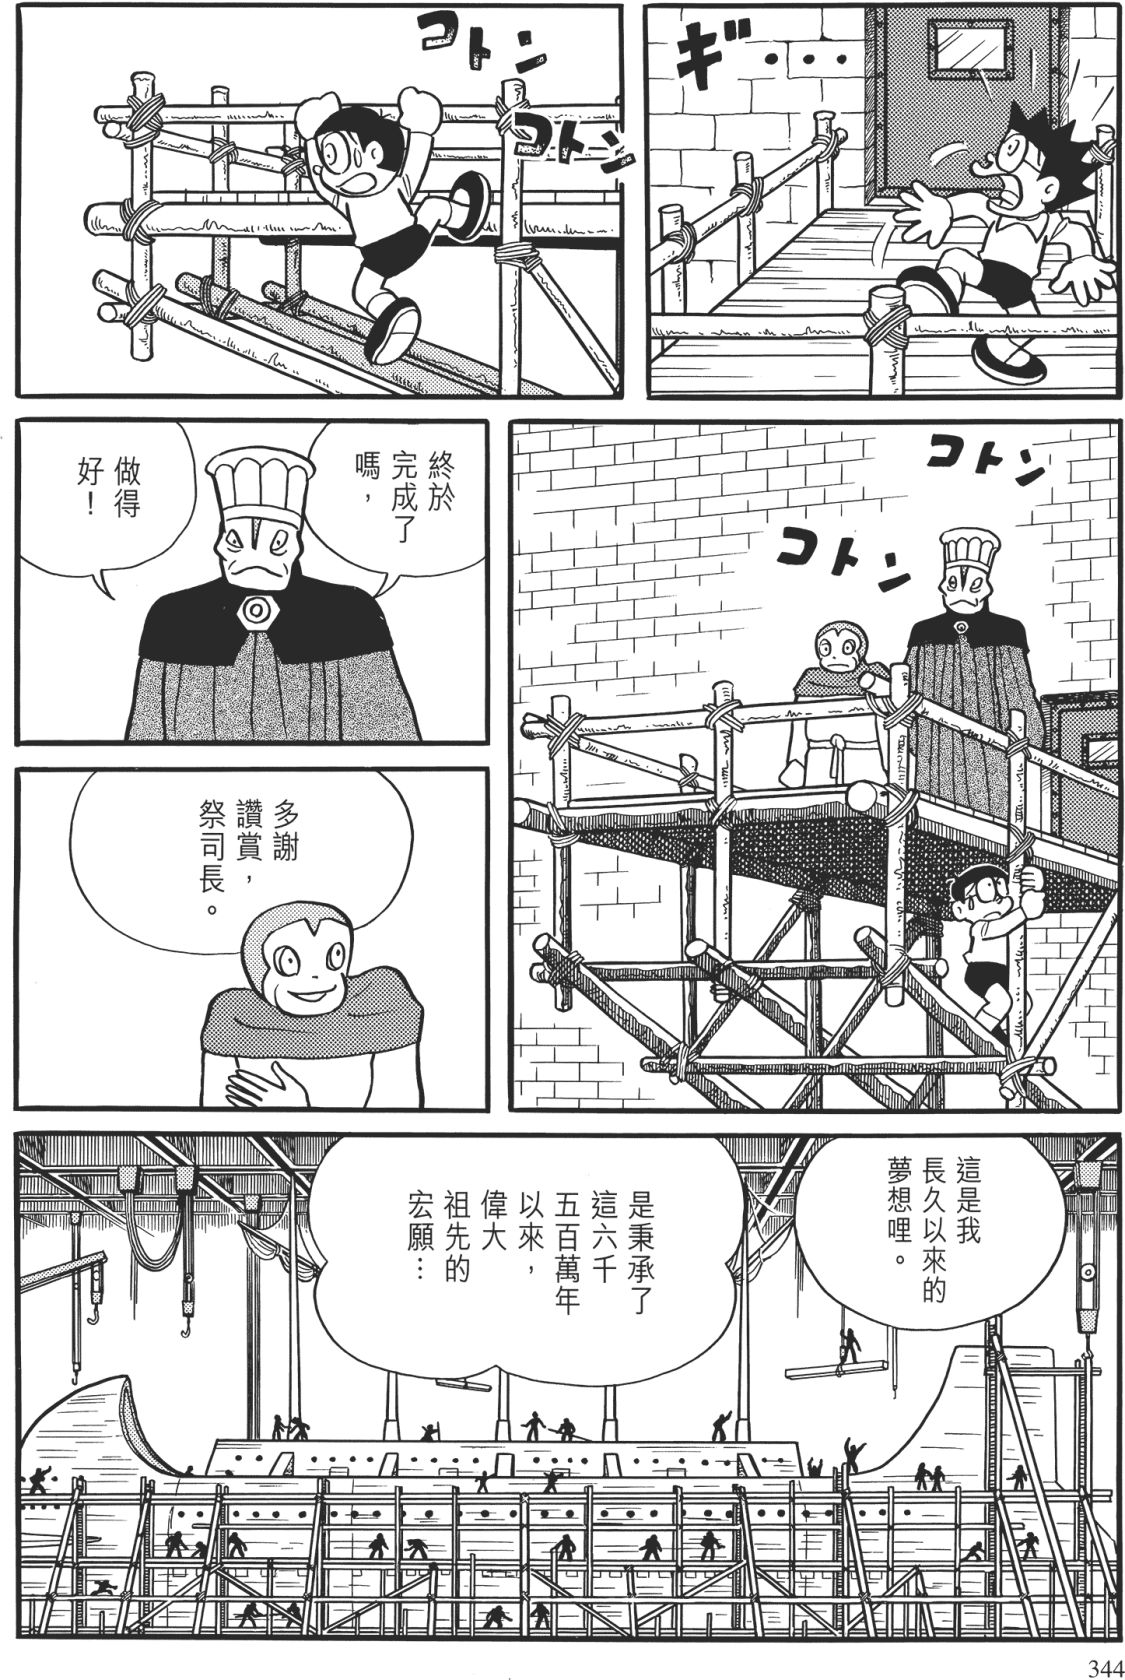 ギ・・・
コトン
コトン
コトン
コトン
終於
完成了
嗎，
做得
好！
多謝
讚賞，
祭司長。
這是我
長久以來的
夢想哩。
是秉承了
這六千
五百萬年
以來，
偉大
祖先的
宏願…
344